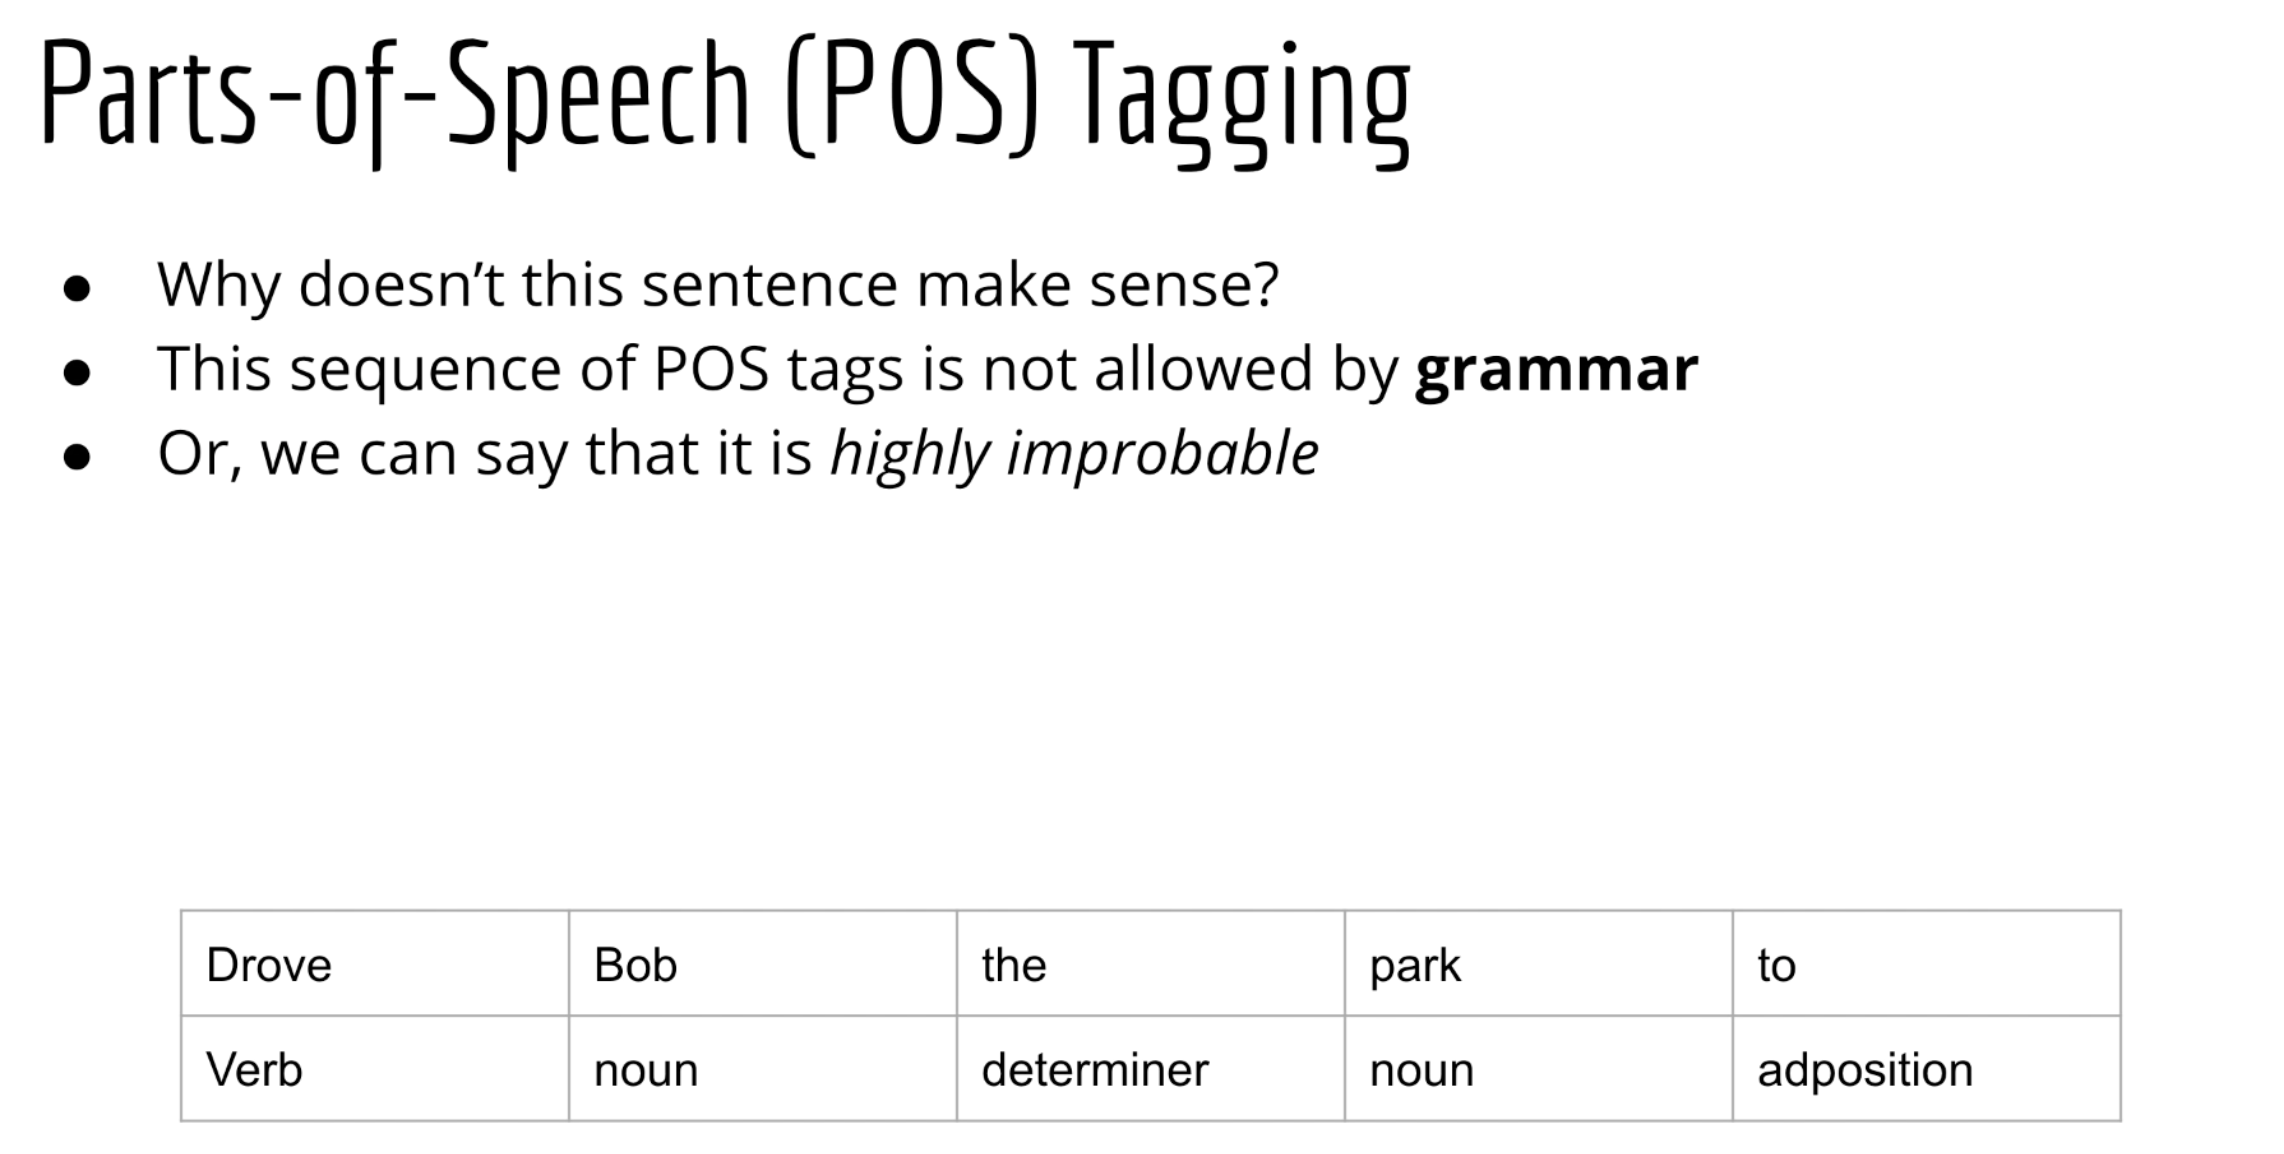 Parts-of-Speech (POS) Tagging
Why doesn’t this sentence make sense?
This sequence of POS tags is not allowed by grammar
Or, we can say that it is highly improbable
Drove Bob the park to
Verb noun determiner noun adposition